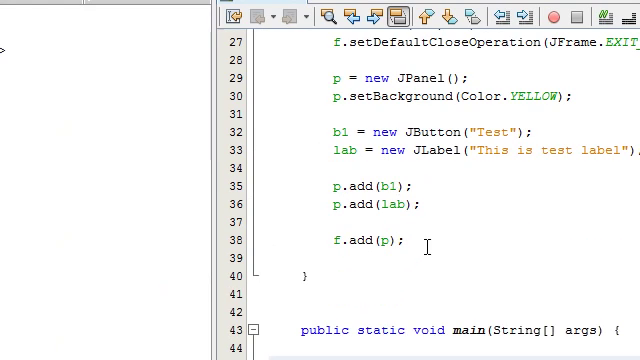 >
27 f.setDefaultCloseOperation(JFrame.EXIT_
28
29 p = new JPanel();
30 p.setBackground(Color.YELLOW);
31
32 b1 = new JButton("Test");
33 lab = new JLabel("This is test label")
34
35 p.add(b1);
36 p.add(lab);
37
38 f.add(p);
39
40 }
41
42
43 public static void main(String[] args) {
44